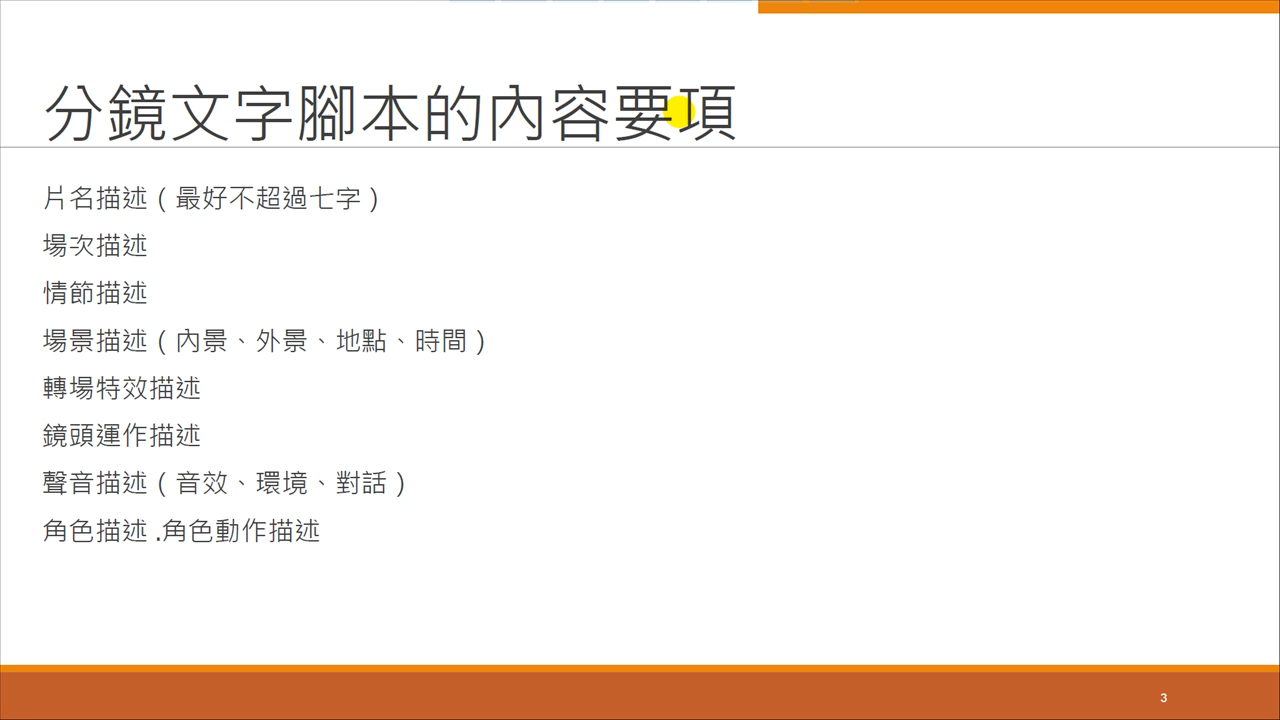 分鏡文字腳本的內容要項
片名描述（最好不超過七字）
場次描述
情節描述
場景描述（內景、外景、地點、時間）
轉場特效描述
鏡頭運作描述
聲音描述（音效、環境、對話）
角色描述 .角色動作描述
3